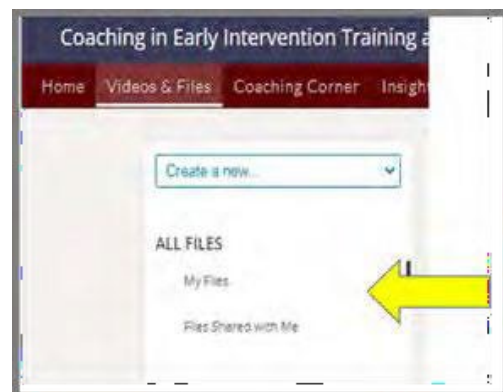 Coaching in Early Intervention Training a
Home Videos & Files Coaching Corner Insigh
Create a new...
ALL FILES
My Files
Files Shared with Me